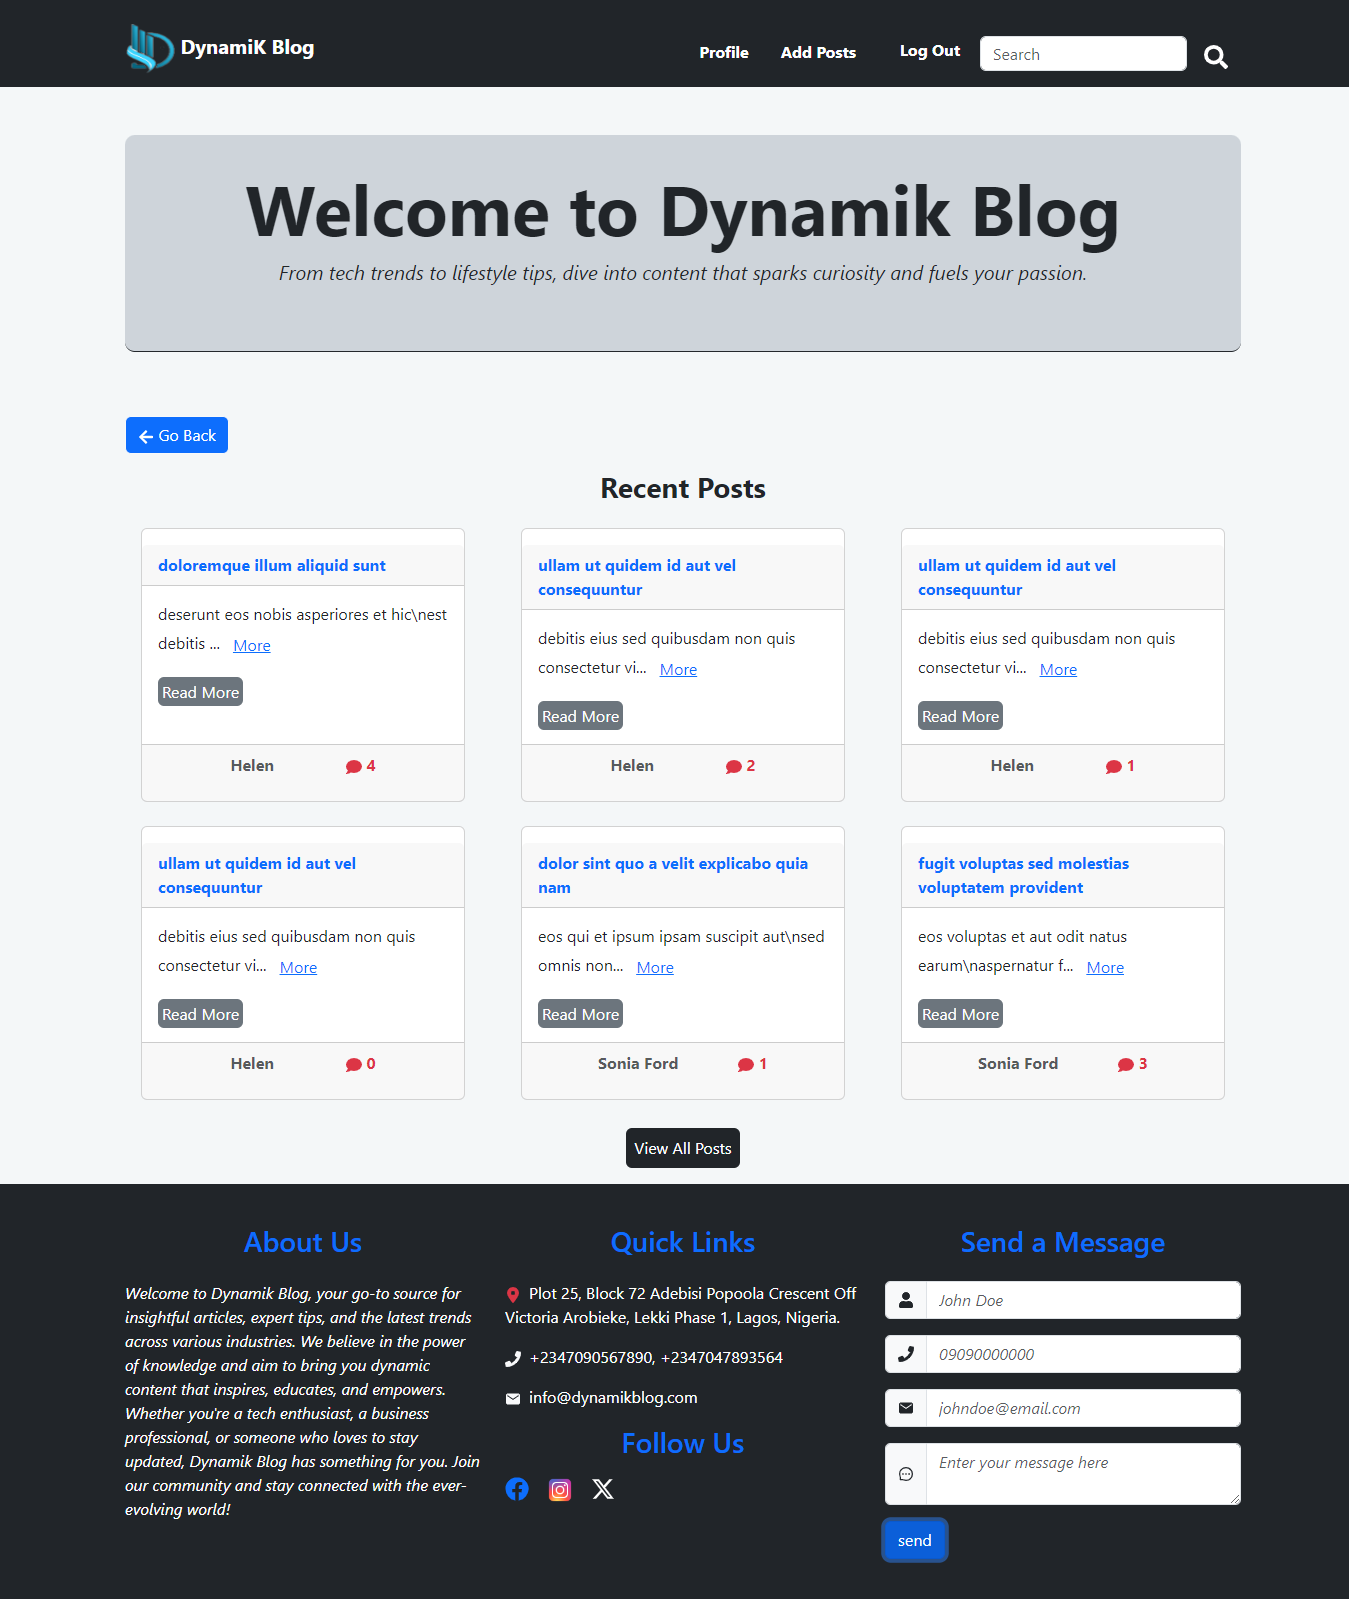 DynamiK Blog
Profile
Add Posts
Log Out
Search
Welcome to Dynamik Blog
From tech trends to lifestyle tips, dive into content that sparks curiosity and fuels your passion.
Go Back
Recent Posts
doloremque illum aliquid sunt
deserunt eos nobis asperiores et hic\nest
debitis ... More
Read More
Helen 4
ullam ut quidem id aut vel
consequuntur
debitis eius sed quibusdam non quis
consectetur vi... More
Read More
Helen 2
ullam ut quidem id aut vel
consequuntur
debitis eius sed quibusdam non quis
consectetur vi... More
Read More
Helen 1
ullam ut quidem id aut vel
consequuntur
debitis eius sed quibusdam non quis
consectetur vi... More
Read More
Helen 0
dolor sint quo a velit explicabo quia
nam
eos qui et ipsum ipsam suscipit aut\nsed
omnis non... More
Read More
Sonia Ford 1
fugit voluptas sed molestias
voluptatem provident
eos voluptas et aut odit natus
earum\naspernatur f... More
Read More
Sonia Ford 3
View All Posts
About Us
Welcome to Dynamik Blog, your go-to source for
insightful articles, expert tips, and the latest trends
across various industries. We believe in the power
of knowledge and aim to bring you dynamic
content that inspires, educates, and empowers.
Whether you're a tech enthusiast, a business
professional, or someone who loves to stay
updated, Dynamik Blog has something for you. Join
our community and stay connected with the ever-
evolving world!
Quick Links
Plot 25, Block 72 Adebisi Popoola Crescent Off
Victoria Arobieke, Lekki Phase 1, Lagos, Nigeria.
+2347090567890, +2347047893564
info@dynamikblog.com
Follow Us
Send a Message
John Doe
09090000000
johndoe@email.com
Enter your message here
send